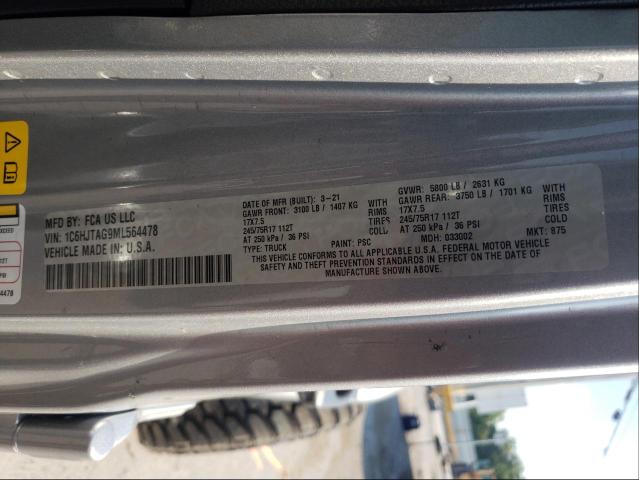 MFD BY: FCA US LLC
VIN: 1C6HJTAG9ML564478
VEHICLE MADE IN: U.S.A.
DATE OF MFR (BUILT): 3-21
GAWR FRONT: 3100 LB / 1407 KG WITH
17X7.5 RIMS
245/75R17 112T TIRES
AT 250 kPa / 36 PSI COLD
TYPE: TRUCK
PAINT: PSC
GVWR: 5800 LB / 2631 KG
GAWR REAR: 3750 LB / 1701 KG WITH
17X7.5 RIMS
245/75R17 112T TIRES
AT 250 kPa / 36 PSI COLD
MDH: 033002 MKT: 875
THIS VEHICLE CONFORMS TO ALL APPLICABLE U.S.A. FEDERAL MOTOR VEHICLE
SAFETY AND THEFT PREVENTION STANDARDS IN EFFECT ON THE DATE OF
MANUFACTURE SHOWN ABOVE.
12T
PSI
4478